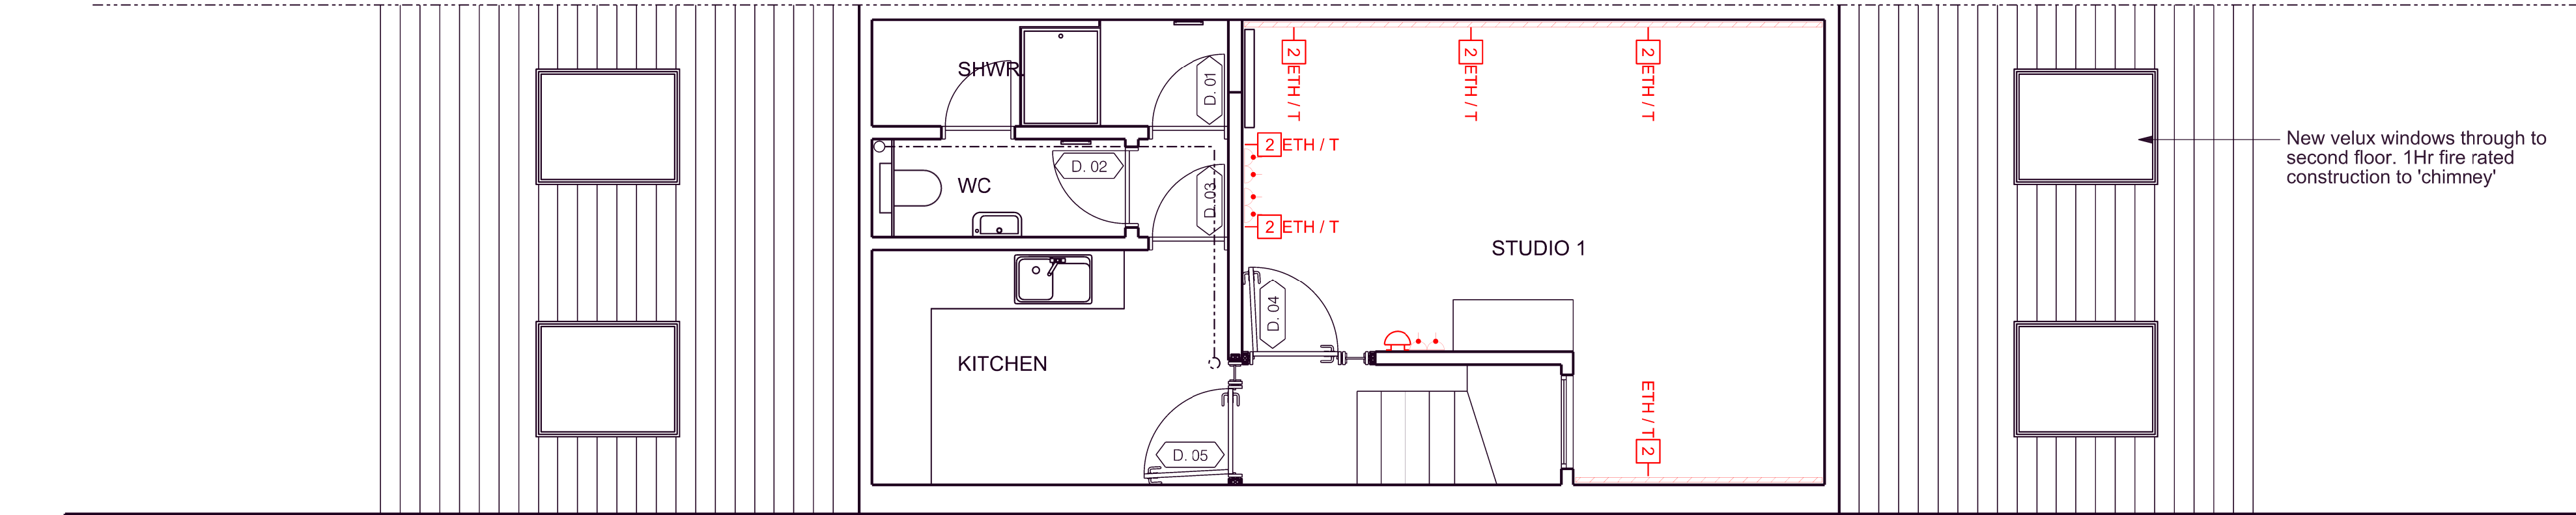 SHWR.
D. 01
2 ETH / T
2 ETH / T
2 ETH / T
2 ETH / T
D. 02
WC
D. 03
2 ETH / T
STUDIO 1
New velux windows through to
second floor. 1Hr fire rated
construction to 'chimney'
D. 04
KITCHEN
ETH / T 2
D. 05